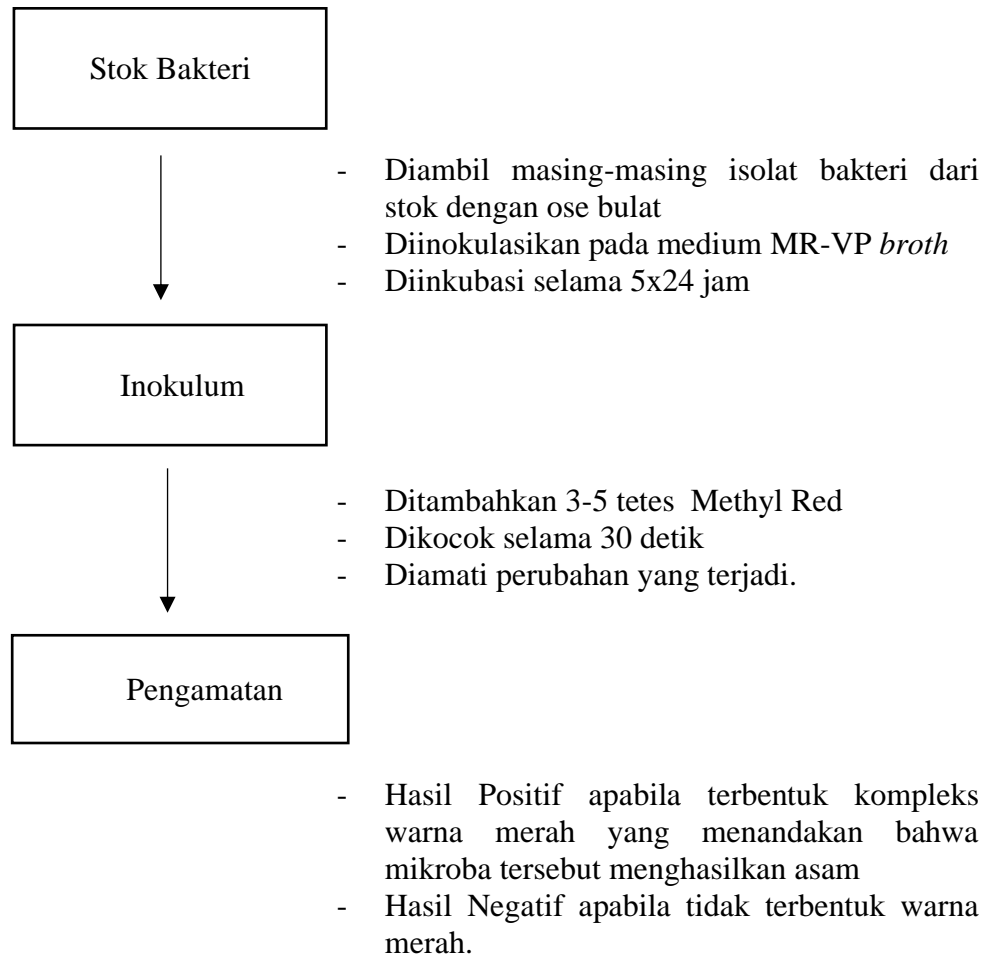 Stok Bakteri
- Diambil masing-masing isolat bakteri dari
stok dengan ose bulat
- Diinokulasikan pada medium MR-VP broth
- Diinkubasi selama 5x24 jam
Inokulum
- Ditambahkan 3-5 tetes Methyl Red
- Dikocok selama 30 detik
- Diamati perubahan yang terjadi.
Pengamatan
- Hasil Positif apabila terbentuk kompleks
warna merah yang menandakan bahwa
mikroba tersebut menghasilkan asam
- Hasil Negatif apabila tidak terbentuk warna
merah.